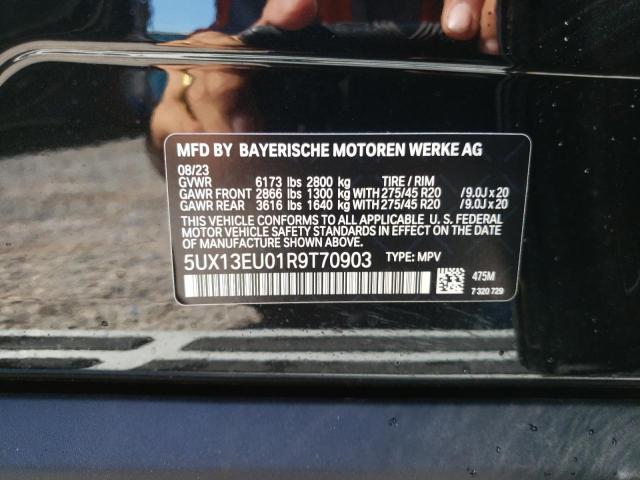 MFD BY BAYERISCHE MOTOREN WERKE AG
08/23
GVWR 6173 lbs 2800 kg TIRE / RIM
GAWR FRONT 2866 lbs 1300 kg WITH 275/45 R20 / 9.0J x 20
GAWR REAR 3616 lbs 1640 kg WITH 275/45 R20 / 9.0J x 20
THIS VEHICLE CONFORMS TO ALL APPLICABLE U. S. FEDERAL
MOTOR VEHICLE SAFETY STANDARDS IN EFFECT ON THE DATE
OF MANUFACTURE SHOWN ABOVE.
5UX13EU01R9T70903 TYPE: MPV
475M
7 320 729